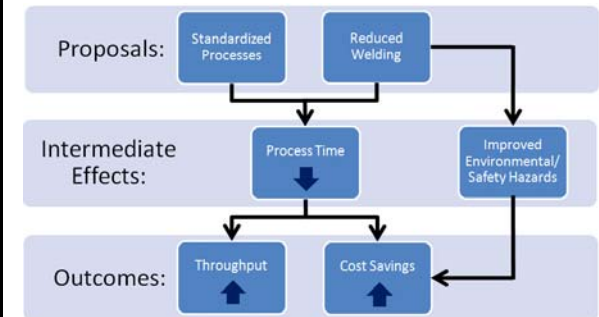 Proposals:
Standardized
Processes
Reduced
Welding
Intermediate
Effects:
Process Time
Improved
Environmental/
Safety Hazards
Outcomes:
Throughput
Cost Savings